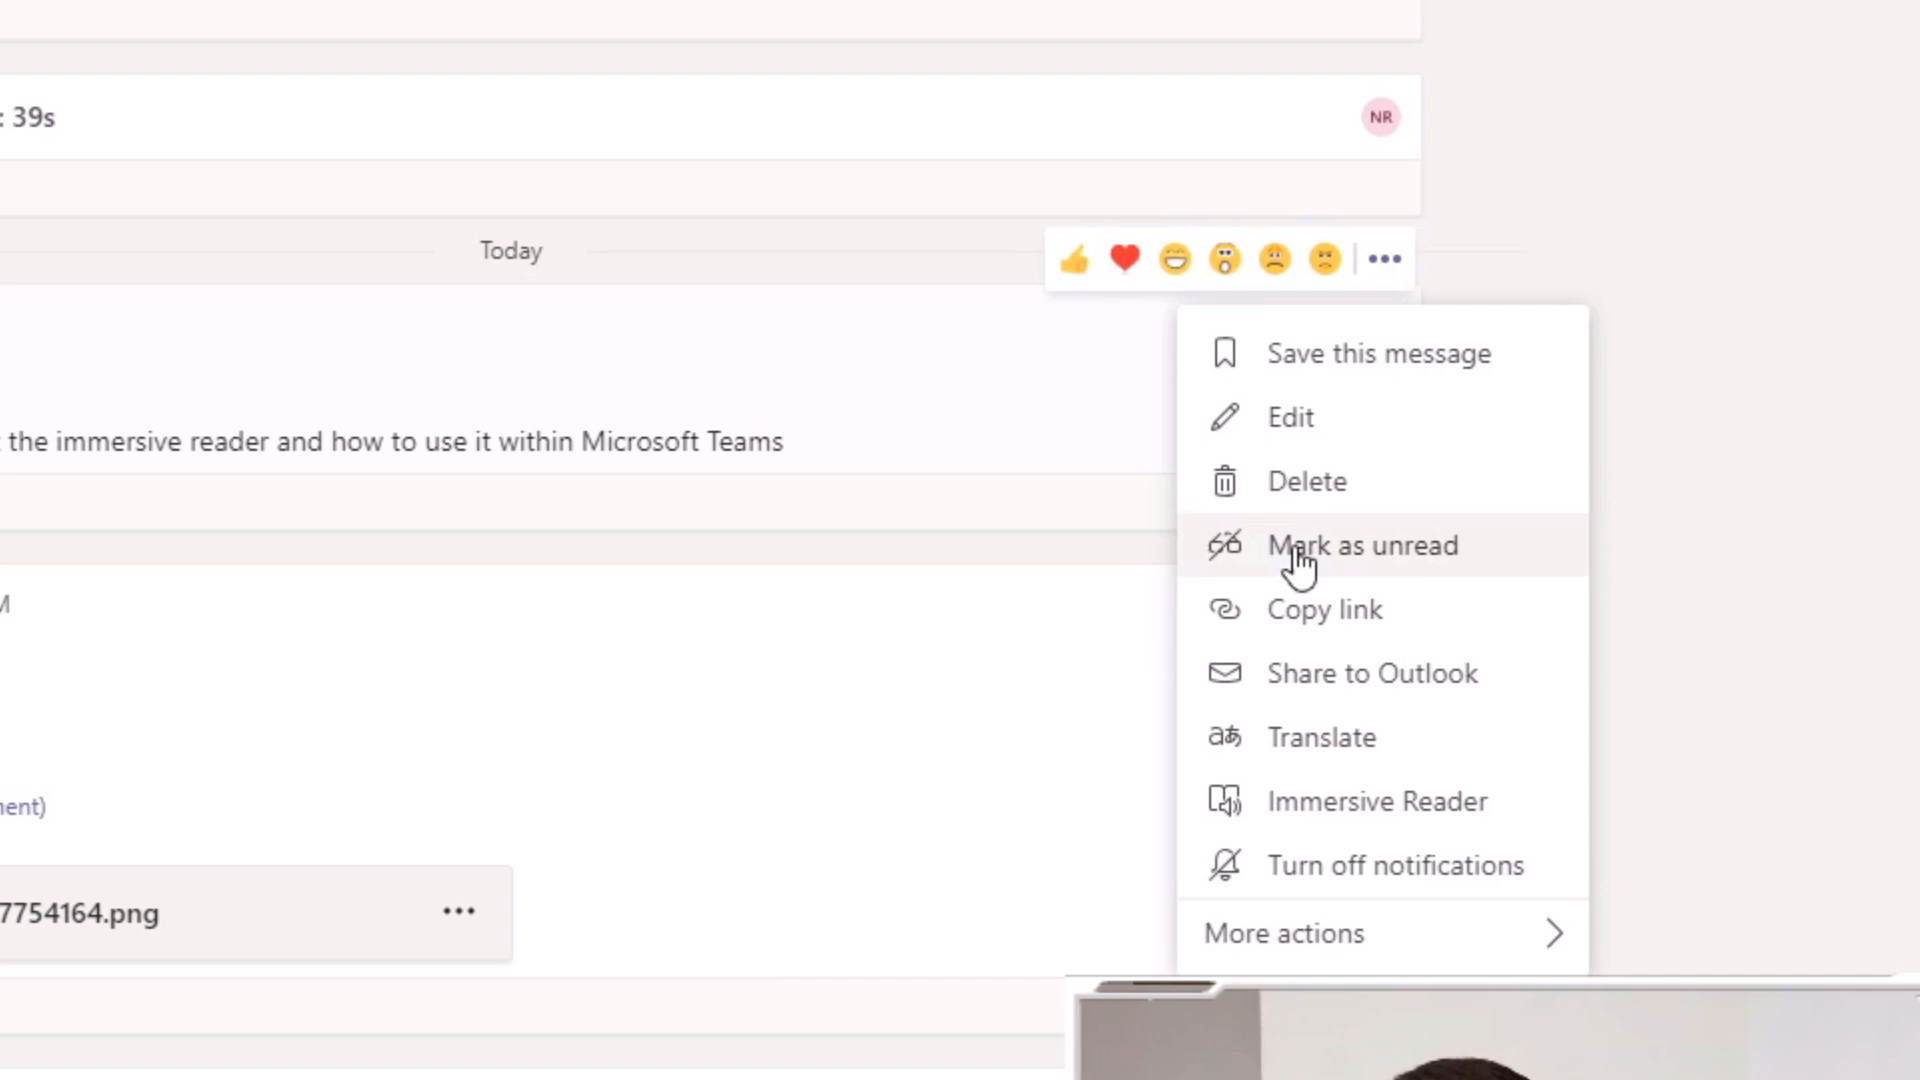 : 39s
NR
Today
Save this message
Edit
the immersive reader and how to use it within Microsoft Teams
Delete
Mark as unread
Copy link
Share to Outlook
Translate
Immersive Reader
Turn off notifications
7754164.png
More actions